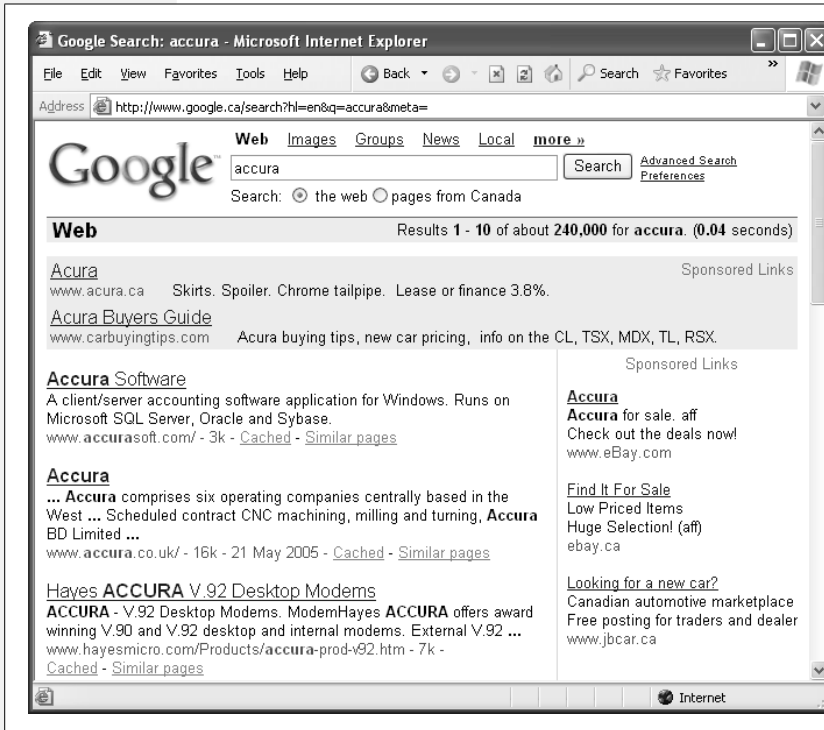 Google Search: accura - Microsoft Internet Explorer
File Edit View Favorites Tools Help Back Search Favorites »
Address http://www.google.ca/search?hl=en&q=accura&meta=
Web Images Groups News Local more »
Google™
accura Search Advanced Search
Preferences
Search: the web pages from Canada
Web Results 1 - 10 of about 240,000 for accura. (0.04 seconds)
Acura Sponsored Links
www.acura.ca Skirts. Spoiler. Chrome tailpipe. Lease or finance 3.8%.
Acura Buyers Guide
www.carbuyingtips.com Acura buying tips, new car pricing, info on the CL, TSX, MDX, TL, RSX.
Accura Software
A client/server accounting software application for Windows. Runs on
Microsoft SQL Server, Oracle and Sybase.
www.accurasoft.com/ - 3k - Cached - Similar pages
Accura
... Accura comprises six operating companies centrally based in the
West ... Scheduled contract CNC machining, milling and turning, Accura
BD Limited ...
www.accura.co.uk/ - 16k - 21 May 2005 - Cached - Similar pages
Hayes ACCURA V.92 Desktop Modems
ACCURA - V.92 Desktop Modems. ModemHayes ACCURA offers award
winning V.90 and V.92 desktop and internal modems. External V.92 ...
www.hayesmicro.com/Products/accura-prod-v92.htm - 7k -
Cached - Similar pages
Sponsored Links
Accura
Accura for sale. aff
Check out the deals now!
www.eBay.com
Find It For Sale
Low Priced Items
Huge Selection! (aff)
ebay.ca
Looking for a new car?
Canadian automotive marketplace
Free posting for traders and dealer
www.jbcar.ca
Internet